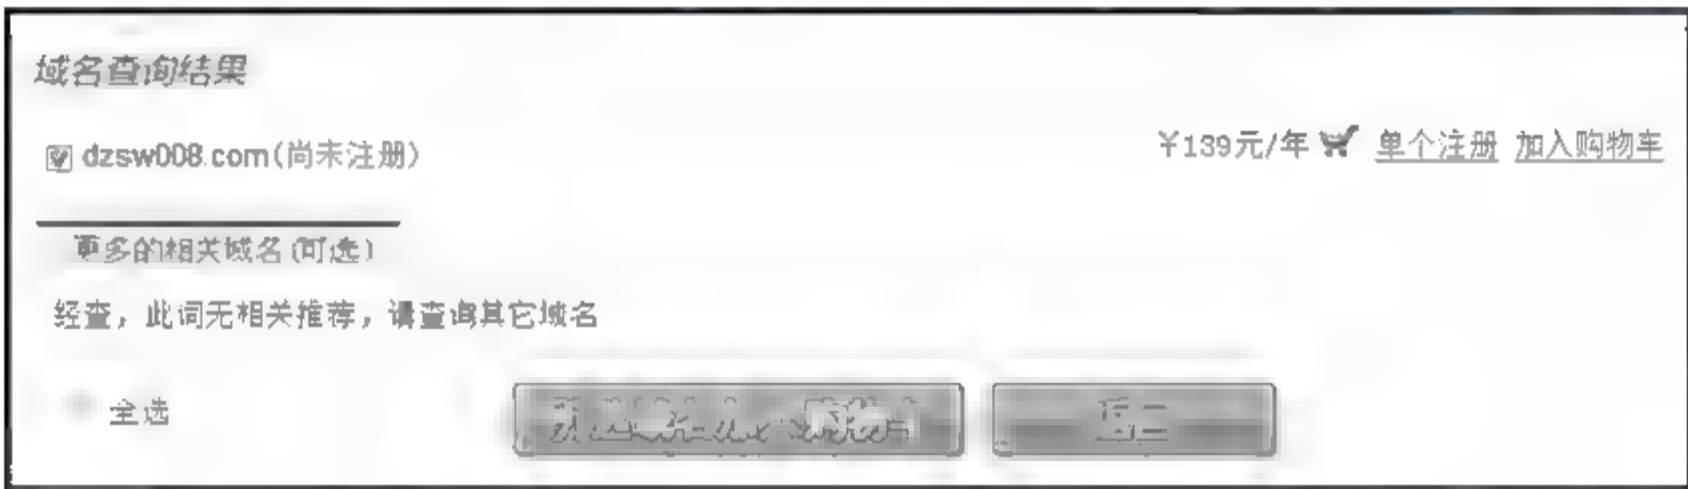 域名查询结果
dzsw008.com(尚未注册) ¥139元/年 单个注册 加入购物车
更多的相关域名(可选)
经查，此词无相关推荐，请查询其它域名
全选